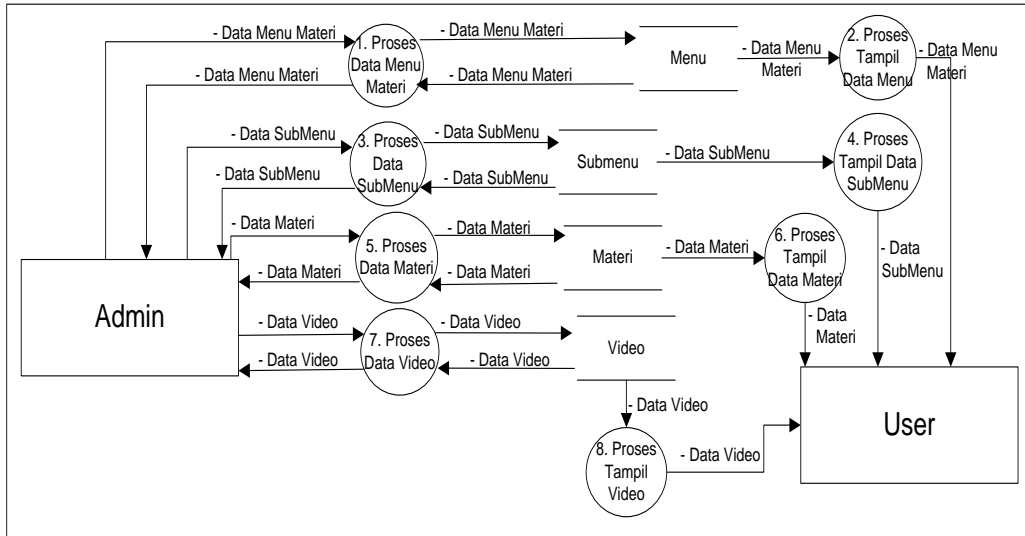 - Data Menu Materi
1. Proses
Data Menu
Materi
- Data Menu Materi
- Data Menu Materi
- Data Menu Materi
Menu
- Data Menu
Materi
2. Proses
Tampil
Data Menu
- Data Menu
Materi
- Data SubMenu
3. Proses
Data
SubMenu
- Data SubMenu
- Data SubMenu
- Data SubMenu
Submenu
- Data SubMenu
4. Proses
Tampil Data
SubMenu
- Data
SubMenu
- Data Materi
5. Proses
Data Materi
- Data Materi
- Data Materi
- Data Materi
Materi
- Data Materi
6. Proses
Tampil
Data Materi
- Data
Materi
Admin
- Data Video
7. Proses
Data Video
- Data Video
- Data Video
- Data Video
Video
- Data Video
8. Proses
Tampil
Video
- Data Video
User